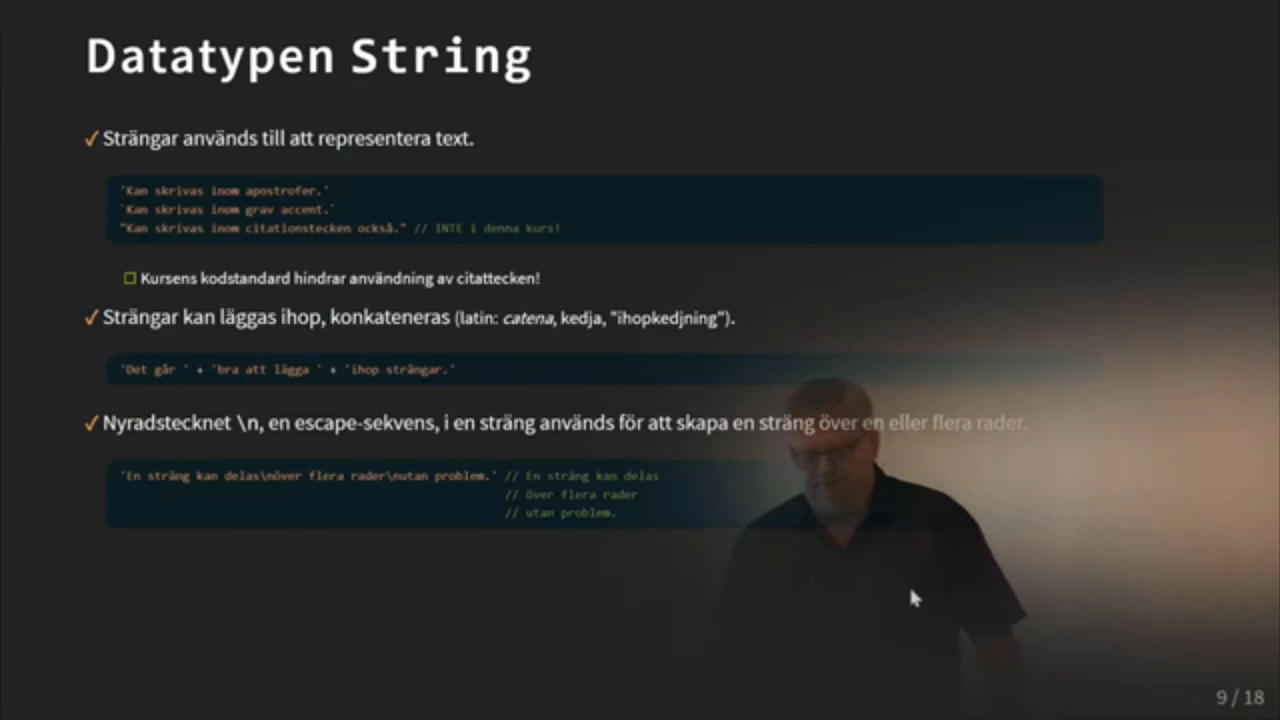 Datatypen String
✓ Strängar används till att representera text.
'Kan skrivas inom apostrofer.'
`Kan skrivas inom grav accent.`
"Kan skrivas inom citationstecken också." // INTE i denna kurs!
Kursens kodstandard hindrar användning av citattecken!
✓ Strängar kan läggas ihop, konkateneras (latin: catena, kedja, "ihopkedjning").
'Det går ' + 'bra att lägga ' + 'ihop strängar.'
✓ Nyradstecknet \n, en escape-sekvens, i en sträng används för att skapa en sträng över en eller flera rader.
'En sträng kan delas\növer flera rader\nutan problem.' // En sträng kan delas
// över flera rader
// utan problem.
9 / 18